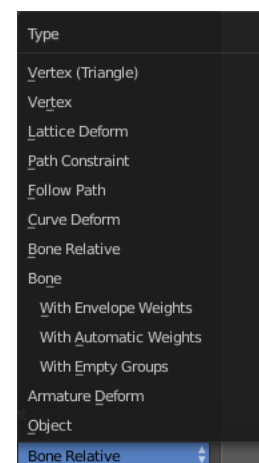 Type
Vertex (Triangle)
Vertex
Lattice Deform
Path Constraint
Follow Path
Curve Deform
Bone Relative
Bone
With Envelope Weights
With Automatic Weights
With Empty Groups
Armature Deform
Object
Bone Relative